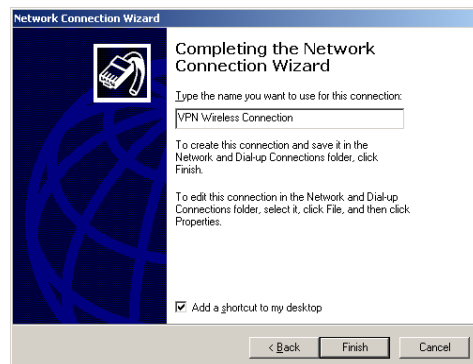 Network Connection Wizard
Completing the Network
Connection Wizard
Type the name you want to use for this connection:
VPN Wireless Connection
To create this connection and save it in the
Network and Dial-up Connections folder, click
Finish.
To edit this connection in the Network and Dial-up
Connections folder, select it, click File, and then click
Properties.
Add a shortcut to my desktop
< Back
Finish
Cancel